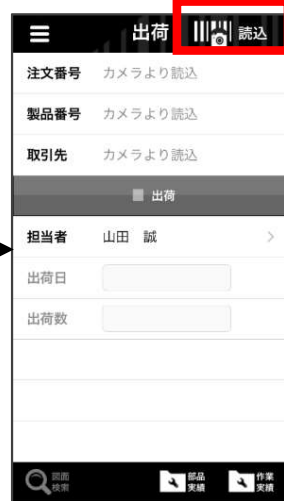 出荷 読込
注文番号 カメラより読込
製品番号 カメラより読込
取引先 カメラより読込
出荷
担当者 山田 誠
出荷日
出荷数
図面検索 部品実績 作業実績